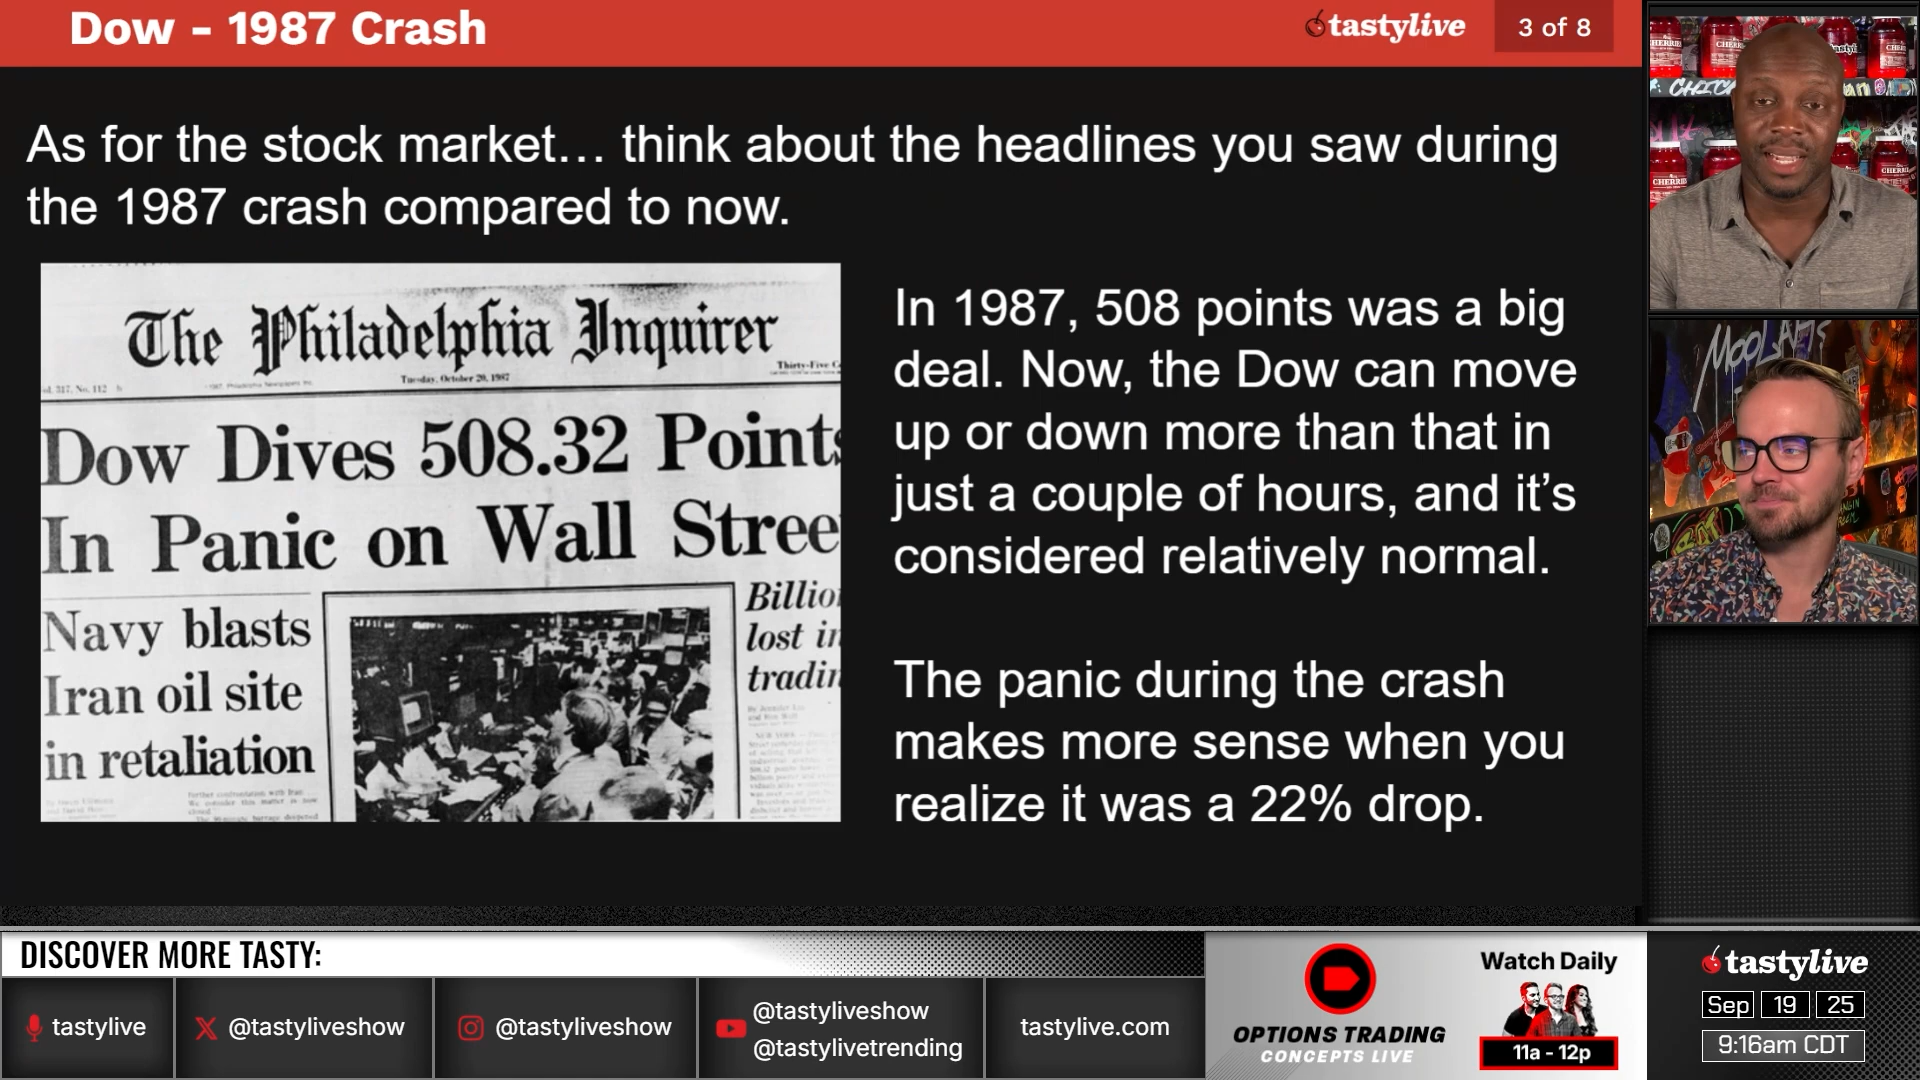 Dow - 1987 Crash
tastylive
3 of 8
As for the stock market… think about the headlines you saw during
the 1987 crash compared to now.
The Philadelphia Inquirer
Tuesday, October 20, 1987
Dow Dives 508.32 Points
In Panic on Wall Stree
Navy blasts
Iran oil site
in retaliation
Billio
lost in
tradin
In 1987, 508 points was a big
deal. Now, the Dow can move
up or down more than that in
just a couple of hours, and it’s
considered relatively normal.
The panic during the crash
makes more sense when you
realize it was a 22% drop.
CHERRIES
MOOLAHS
DISCOVER MORE TASTY:
tastylive
@tastyliveshow
@tastyliveshow
@tastyliveshow
@tastylivetrending
tastylive.com
OPTIONS TRADING
CONCEPTS LIVE
Watch Daily
11a - 12p
tastylive
Sep 19 25
9:16am CDT